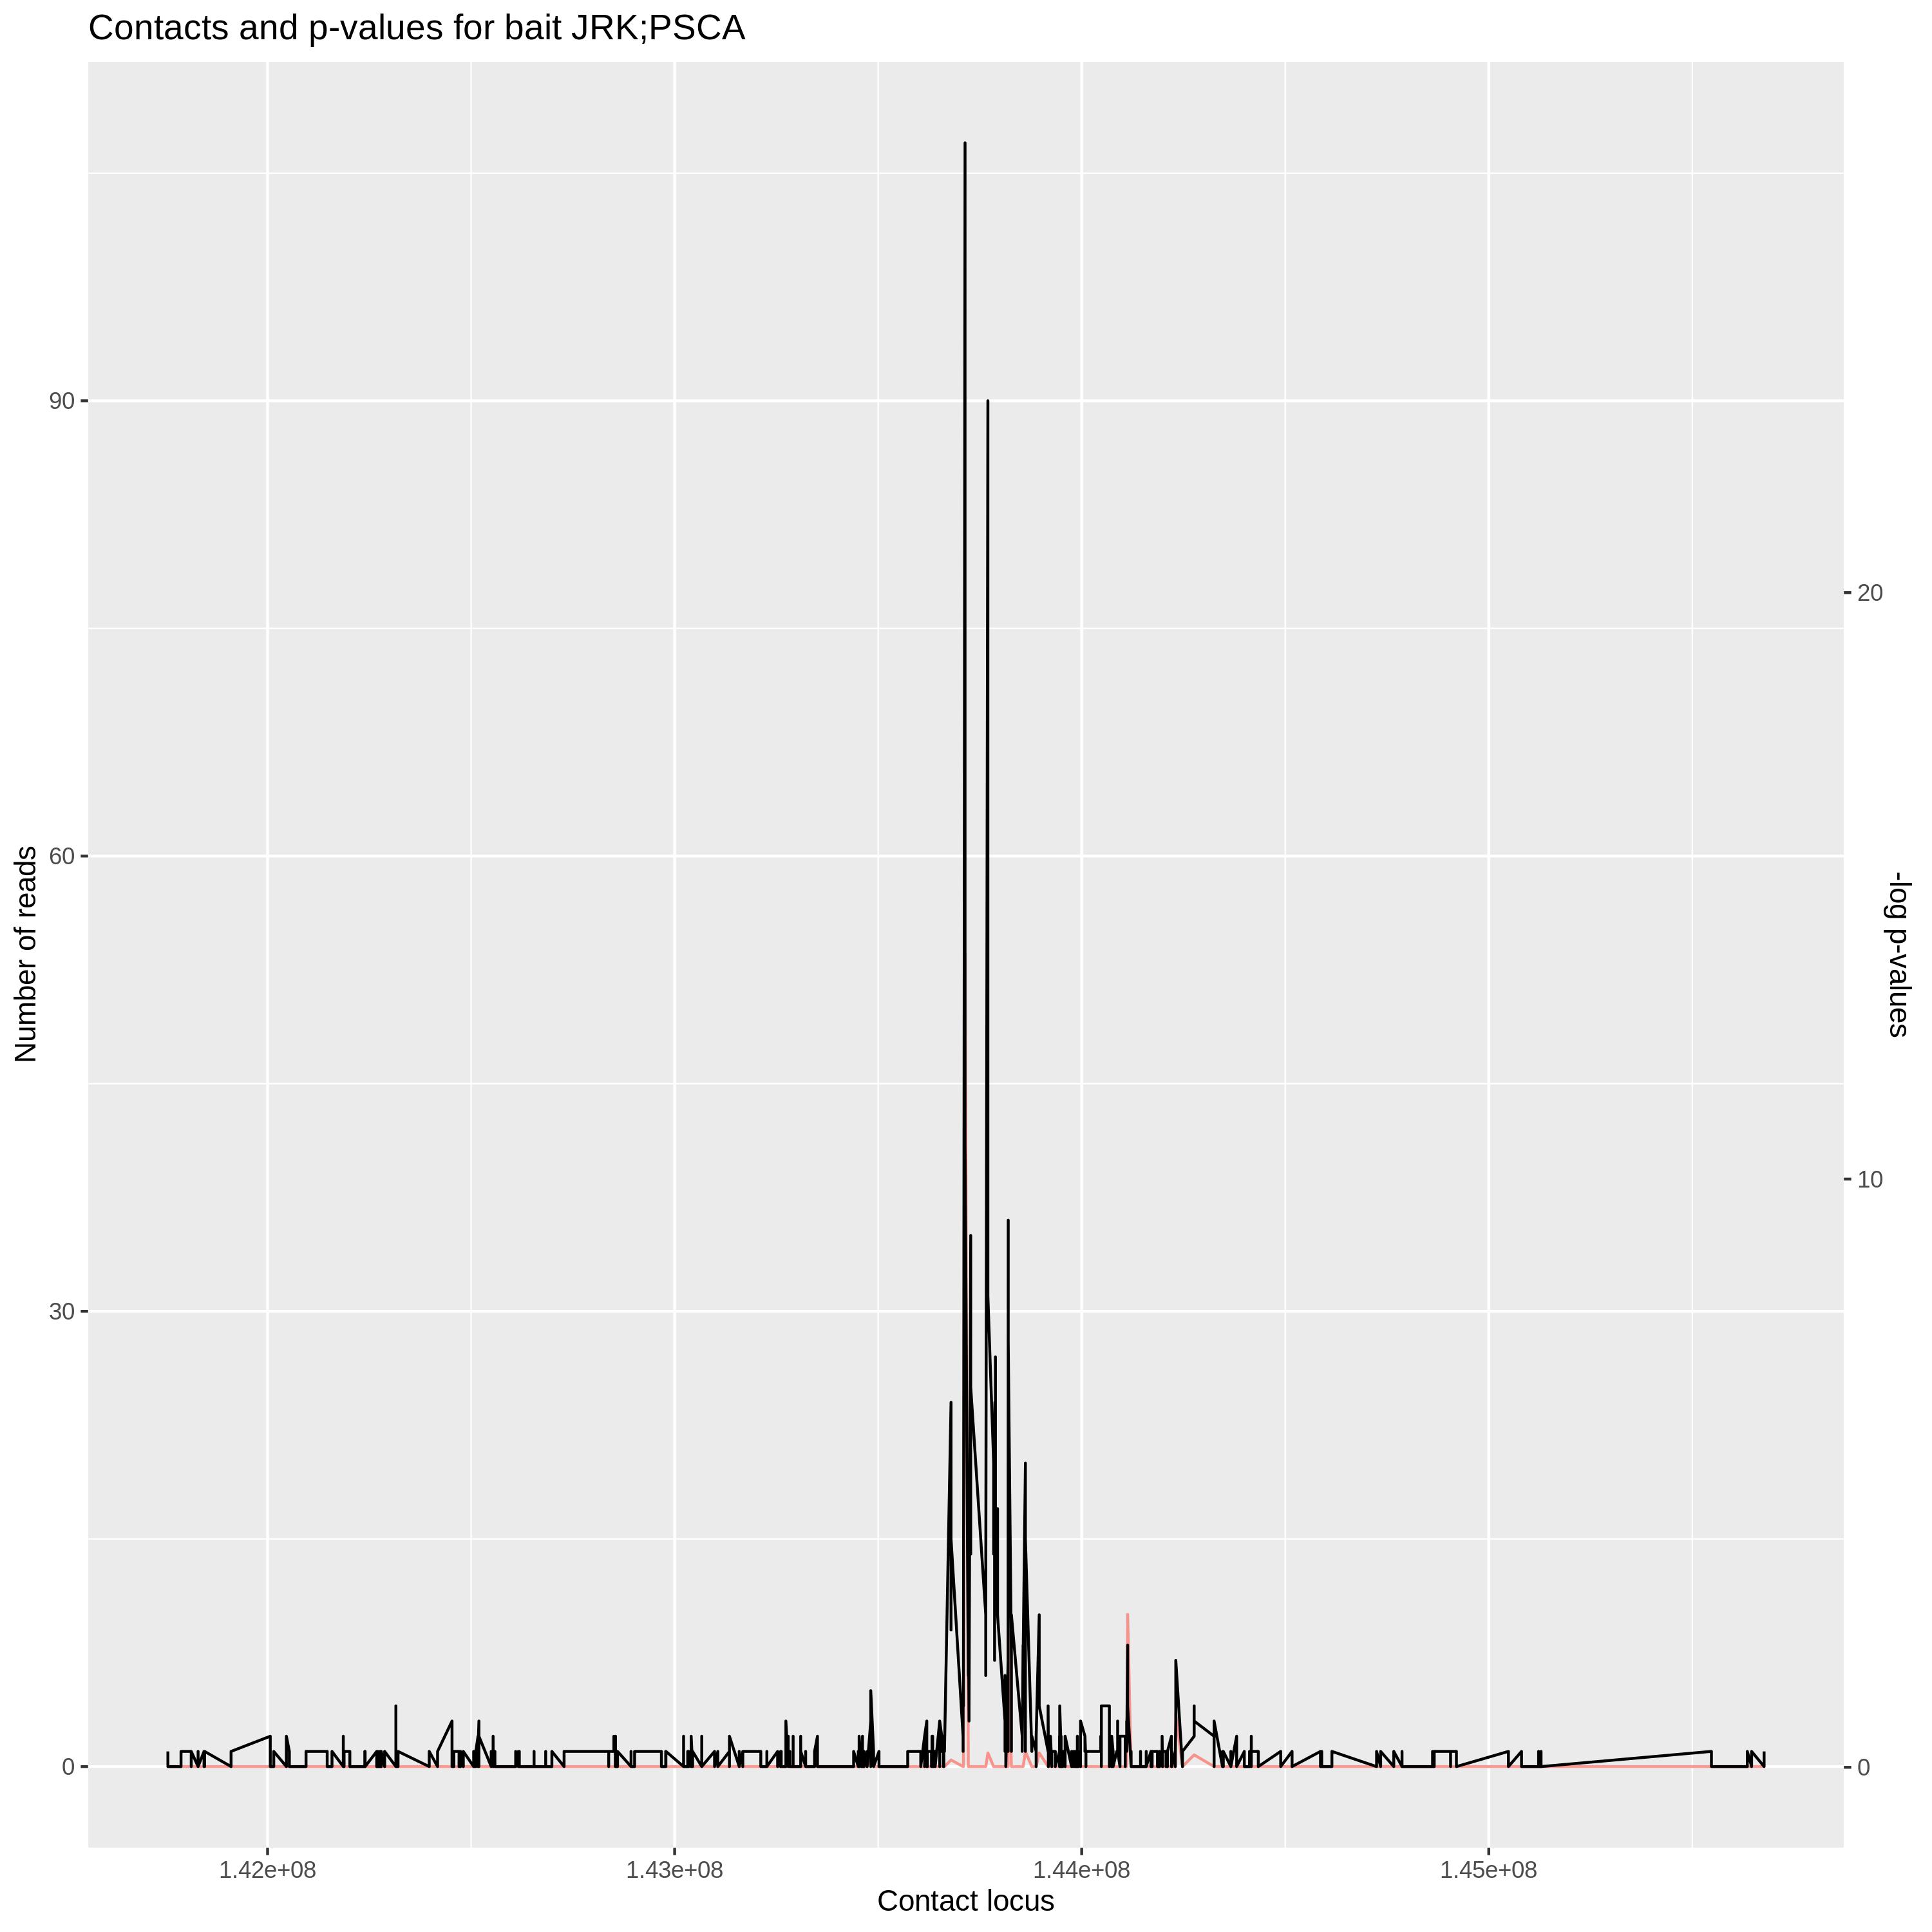 Contacts and p-values for bait JRK;PSCA
90
60
30
0
Number of reads
20
10
0
-log p-values
1.42e+08
1.43e+08
1.44e+08
1.45e+08
Contact locus